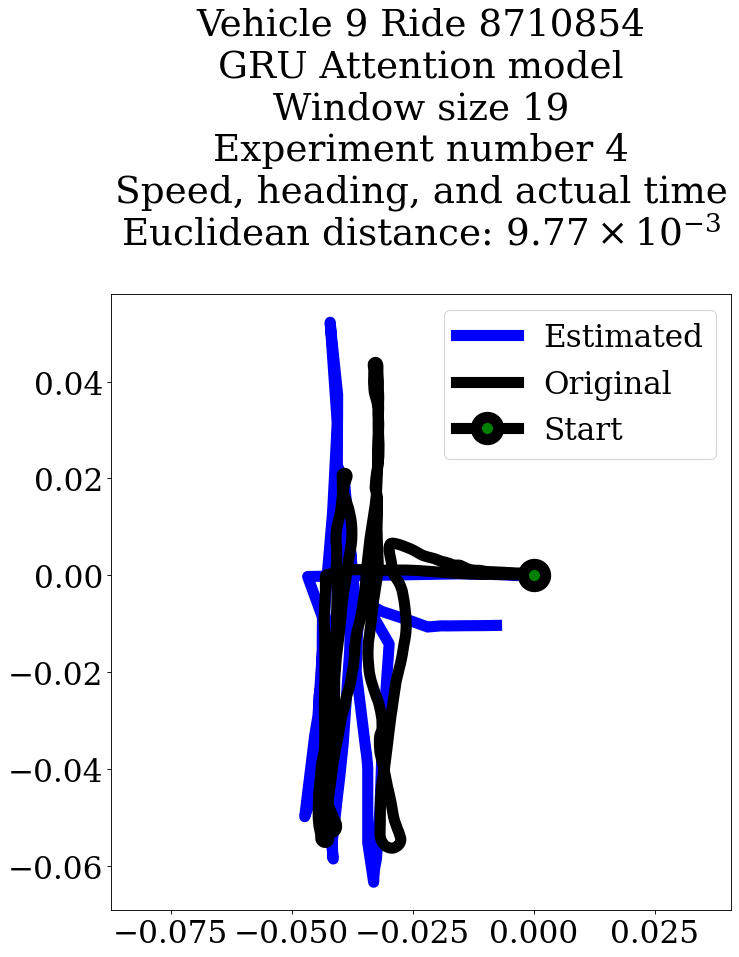 Vehicle 9 Ride 8710854
GRU Attention model
Window size 19
Experiment number 4
Speed, heading, and actual time
Euclidean distance: 9.77 × 10⁻³
Estimated
Original
Start
0.04
0.02
0.00
−0.02
−0.04
−0.06
−0.075 −0.050 −0.025 0.000 0.025